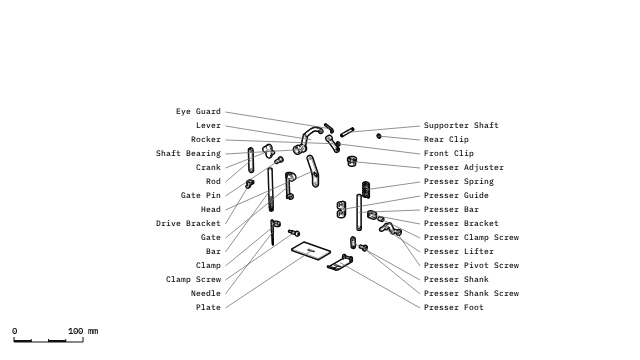 Eye Guard
Lever
Rocker
Shaft Bearing
Crank
Rod
Gate Pin
Head
Drive Bracket
Gate
Bar
Clamp
Clamp Screw
Needle
Plate
Supporter Shaft
Rear Clip
Front Clip
Presser Adjuster
Presser Spring
Presser Guide
Presser Bar
Presser Bracket
Presser Clamp Screw
Presser Lifter
Presser Pivot Screw
Presser Shank
Presser Shank Screw
Presser Foot
0 100 mm